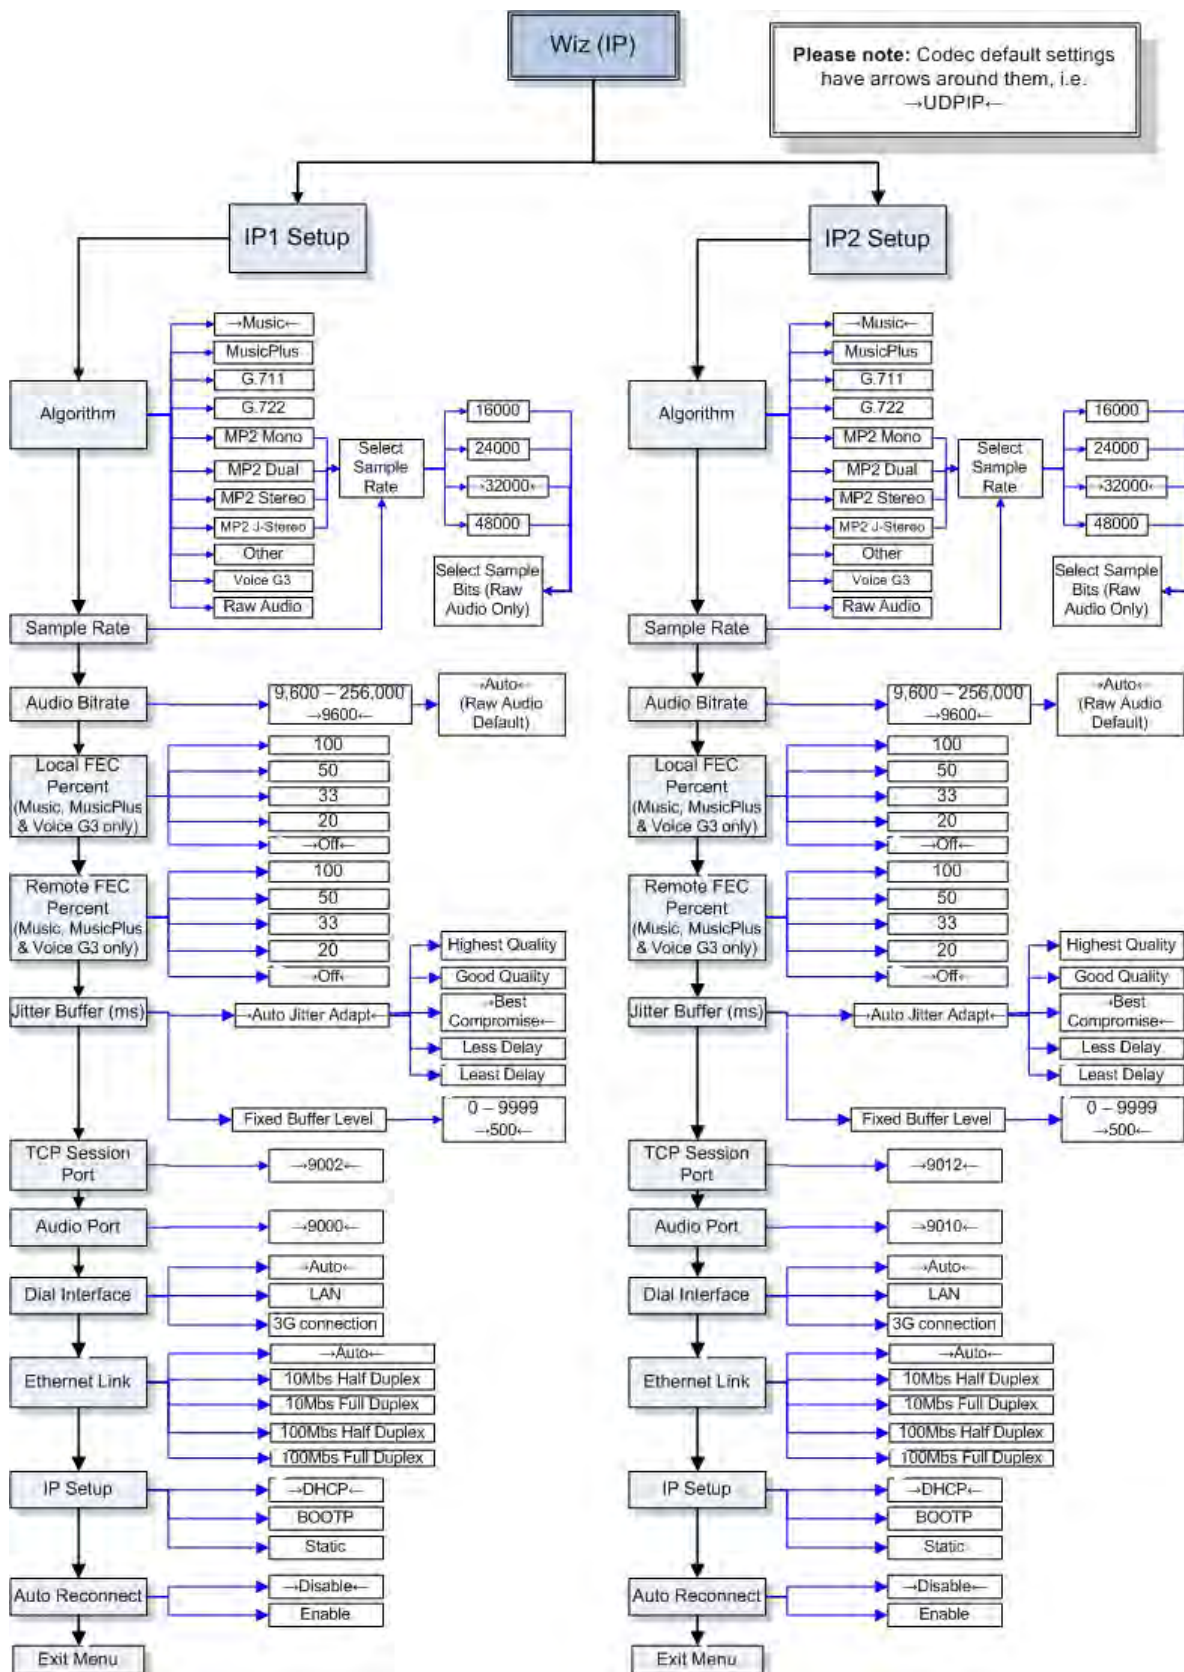 Wiz (IP)
Please note: Codec default settings
have arrows around them, i.e.
→UDPIP←
IP1 Setup
Algorithm
→Music←
MusicPlus
G.711
G.722
MP2 Mono
MP2 Dual
MP2 Stereo
MP2 J-Stereo
Other
Voice G3
Raw Audio
Select
Sample
Rate
16000
24000
→32000←
48000
Select Sample
Bits (Raw
Audio Only)
Sample Rate
Audio Bitrate
9,600 – 256,000
→9600←
→Auto←
(Raw Audio
Default)
Local FEC
Percent
(Music, MusicPlus
& Voice G3 only)
100
50
33
20
→Off←
Remote FEC
Percent
(Music, MusicPlus
& Voice G3 only)
100
50
33
20
→Off←
Jitter Buffer (ms)
→Auto Jitter Adapt←
Highest Quality
Good Quality
→Best
Compromise←
Less Delay
Least Delay
Fixed Buffer Level
0 – 9999
→500←
TCP Session
Port
→9002←
Audio Port
→9000←
Dial Interface
→Auto←
LAN
3G connection
Ethernet Link
→Auto←
10Mbs Half Duplex
10Mbs Full Duplex
100Mbs Half Duplex
100Mbs Full Duplex
IP Setup
→DHCP←
BOOTP
Static
Auto Reconnect
→Disable←
Enable
Exit Menu
IP2 Setup
Algorithm
→Music←
MusicPlus
G.711
G.722
MP2 Mono
MP2 Dual
MP2 Stereo
MP2 J-Stereo
Other
Voice G3
Raw Audio
Select
Sample
Rate
16000
24000
→32000←
48000
Select Sample
Bits (Raw
Audio Only)
Sample Rate
Audio Bitrate
9,600 – 256,000
→9600←
→Auto←
(Raw Audio
Default)
Local FEC
Percent
(Music, MusicPlus
& Voice G3 only)
100
50
33
20
→Off←
Remote FEC
Percent
(Music, MusicPlus
& Voice G3 only)
100
50
33
20
→Off←
Jitter Buffer (ms)
→Auto Jitter Adapt←
Highest Quality
Good Quality
→Best
Compromise←
Less Delay
Least Delay
Fixed Buffer Level
0 – 9999
→500←
TCP Session
Port
→9012←
Audio Port
→9010←
Dial Interface
→Auto←
LAN
3G connection
Ethernet Link
→Auto←
10Mbs Half Duplex
10Mbs Full Duplex
100Mbs Half Duplex
100Mbs Full Duplex
IP Setup
→DHCP←
BOOTP
Static
Auto Reconnect
→Disable←
Enable
Exit Menu